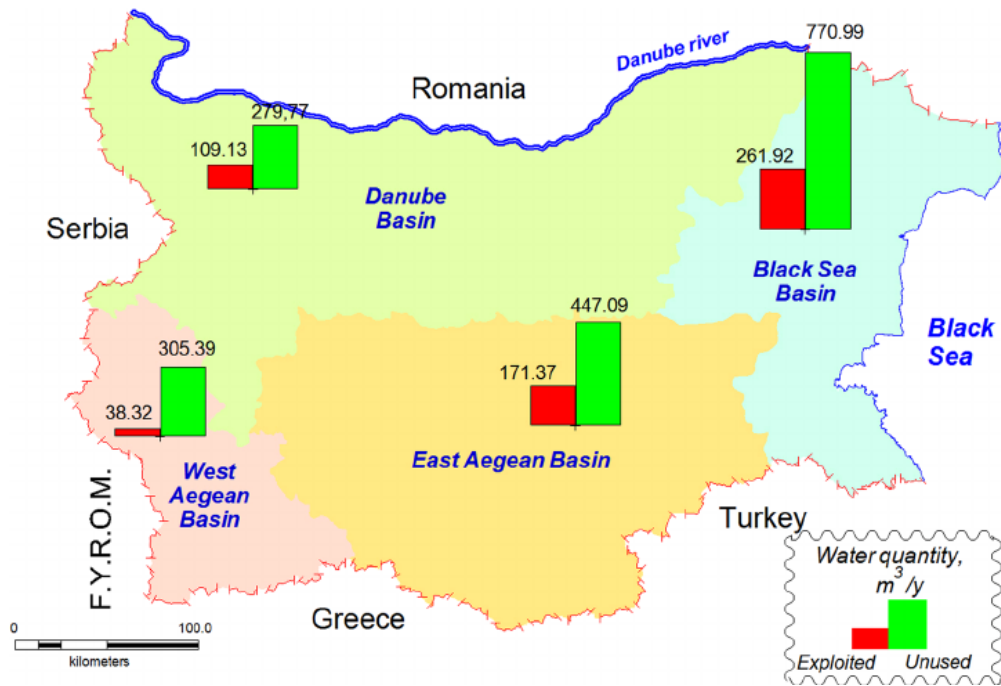 770.99
Danube river
Romania
279,77
109.13
261.92
Danube
Basin
Serbia
Black Sea
Basin
447.09
Black
Sea
305.39
171.37
38.32
West
Aegean
Basin
East Aegean Basin
F.Y.R.O.M.
Turkey
Greece
Water quantity,
m³/y
Exploited Unused
0 100.0
kilometers